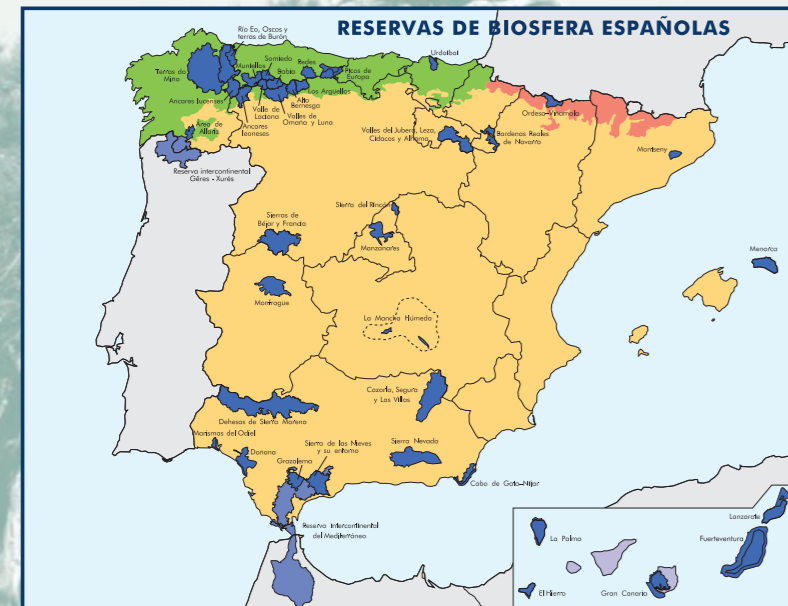 RESERVAS DE BIOSFERA ESPAÑOLAS
Río Eo, Oscos y
terras de Burón
Urdaibai
Terras do
Miño
Muniellos
Somiedo
Babia
Redes
Picos de
Europa
Los Argüellos
Alto
Bernesga
Ancares lucenses
Valle de
Laciana
Valles de
Omaña y Luna
Ancares
leoneses
Área de
Allariz
Reserva intercontinental
Gêres - Xurés
Valles del Jubera, Leza,
Cidacos y Alhama
Bardenas Reales
de Navarra
Ordesa-Viñamala
Montseny
Menorca
Sierra del Rincón
Sierras de
Béjar y Francia
Manzanares
Monfrague
La Mancha Húmeda
Cazorla, Segura
y Las Villas
Dehesas de Sierra Morena
Marismas del Odiel
Doñana
Sierra de las Nieves
y su entorno
Grazalema
Sierra Nevada
Cabo de Gata-Níjar
Reserva Intercontinental
del Mediterráneo
Lanzarote
La Palma
Fuerteventura
El Hierro
Gran Canaria